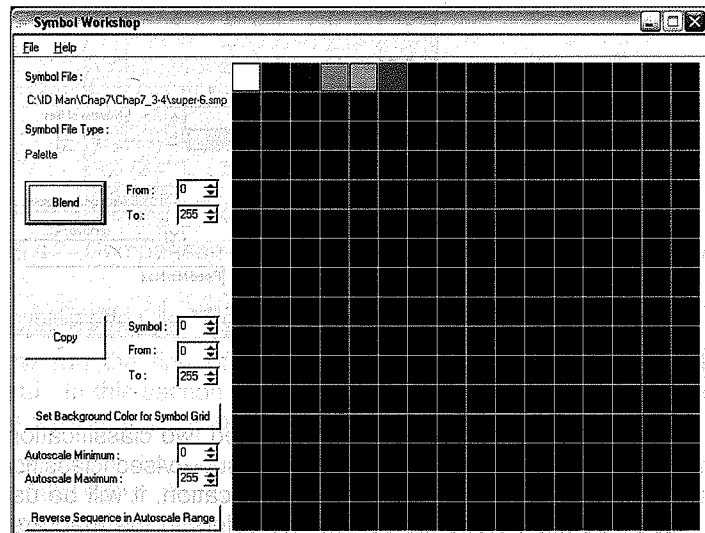 Symbol Workshop
File Help
Symbol File :
C:\ID Man\Chap7\Chap7_3-4\super-6.smp
Symbol File Type :
Palette
Blend
From : 0
To : 255
Copy
Symbol : 0
From : 0
To : 255
Set Background Color for Symbol Grid
Autoscale Minimum : 0
Autoscale Maximum : 255
Reverse Sequence in Autoscale Range